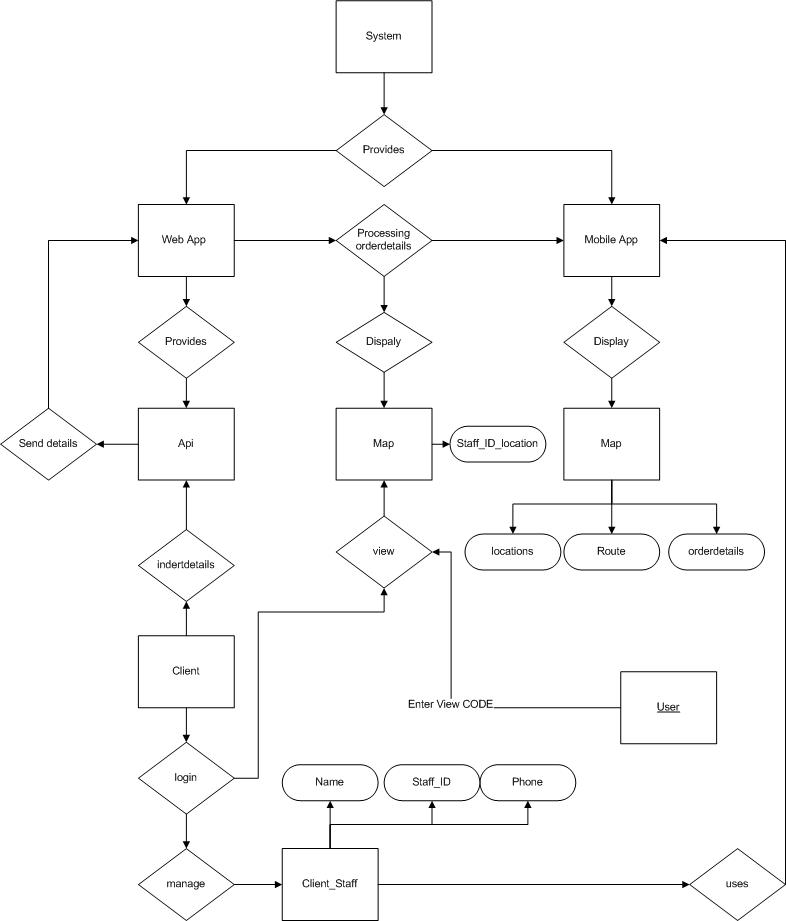 System
Provides
Web App
Processing
orderdetails
Mobile App
Provides
Dispaly
Display
Send details
Api
Map
Staff_ID_location
Map
indertdetails
view
locations
Route
orderdetails
Client
Enter View CODE
User
login
Name
Staff_ID
Phone
manage
Client_Staff
uses